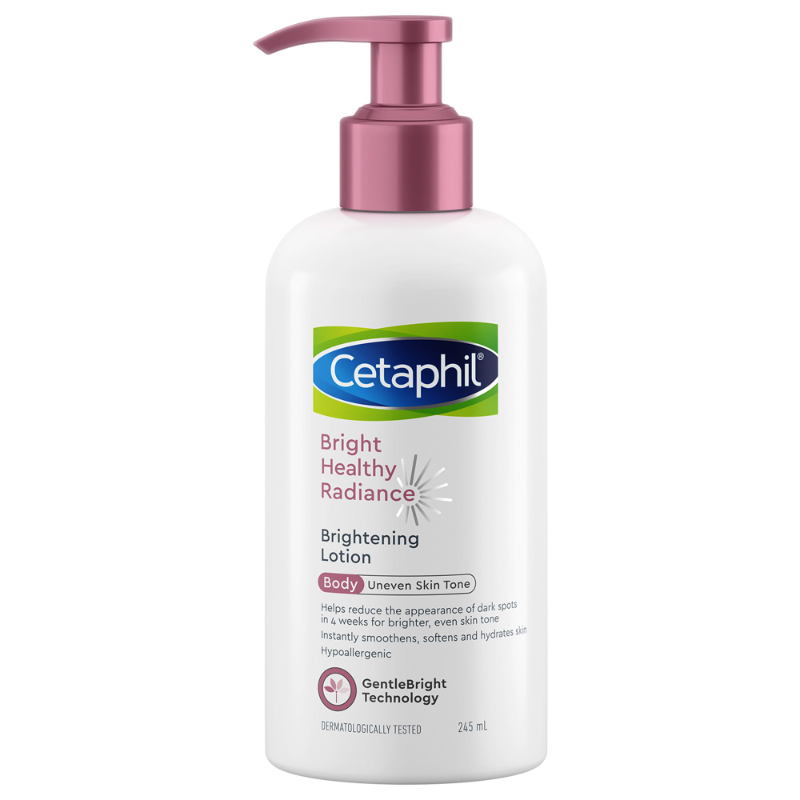 Cetaphil®
Bright
Healthy
Radiance
Brightening
Lotion
Body Uneven Skin Tone
Helps reduce the appearance of dark spots
in 4 weeks for brighter, even skin tone
Instantly smoothens, softens and hydrates skin
Hypoallergenic
GentleBright
Technology
DERMATOLOGICALLY TESTED 245 mL